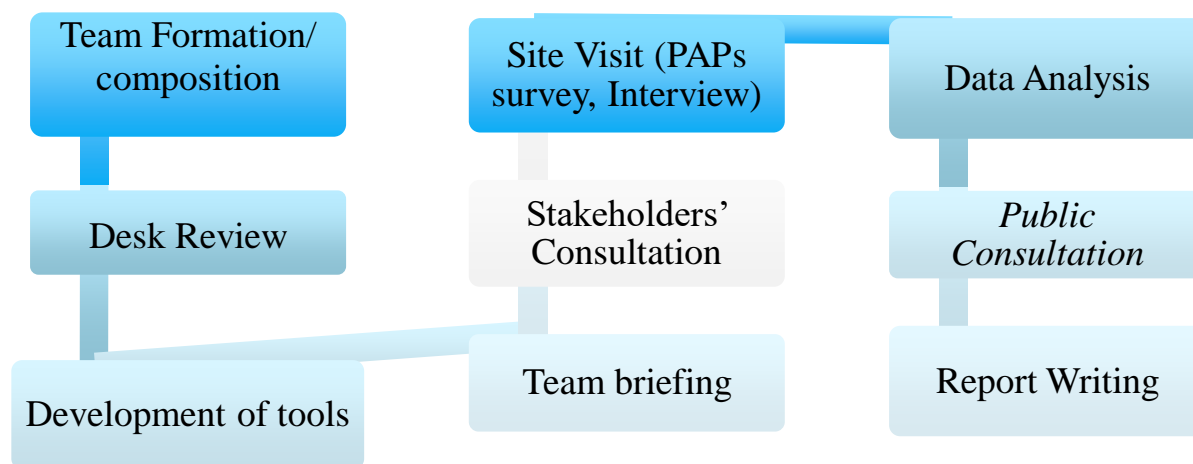 Team Formation/
composition
Desk Review
Development of tools
Team briefing
Stakeholders’
Consultation
Site Visit (PAPs
survey, Interview)
Data Analysis
Public
Consultation
Report Writing